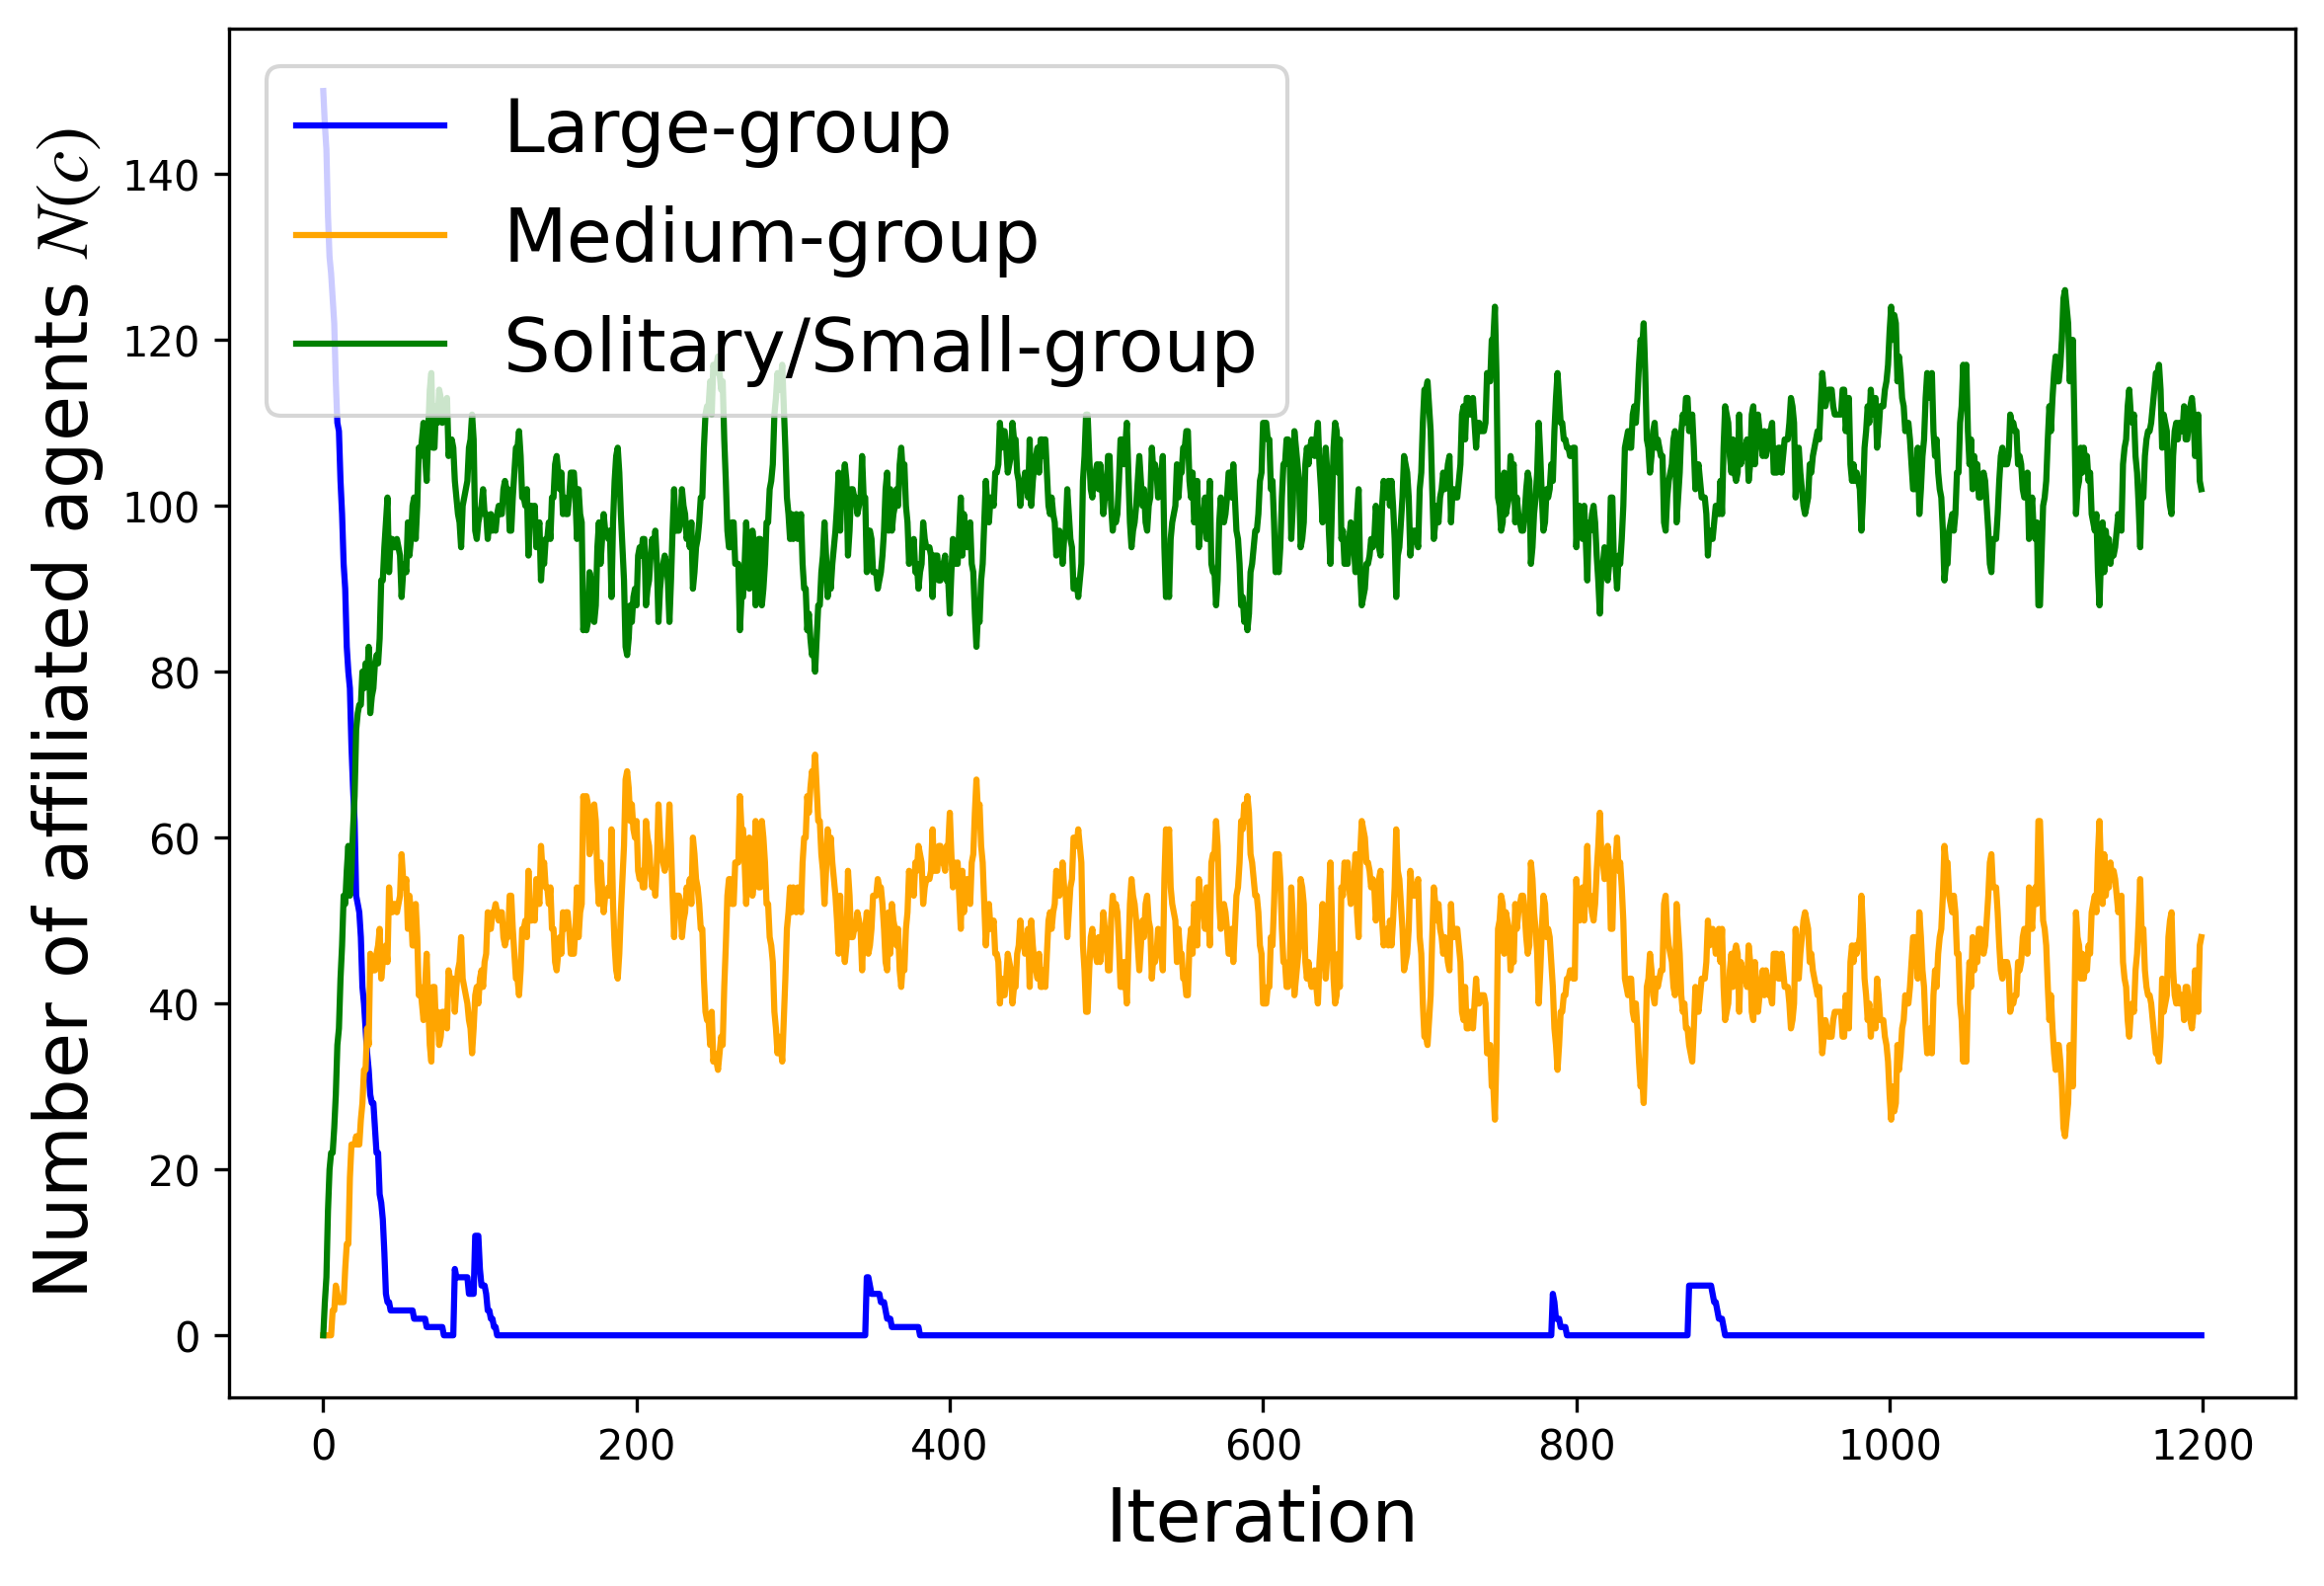 Large-group
Medium-group
Solitary/Small-group
Number of affiliated agents N(c)
140
120
100
80
60
40
20
0
0 200 400 600 800 1000 1200
Iteration